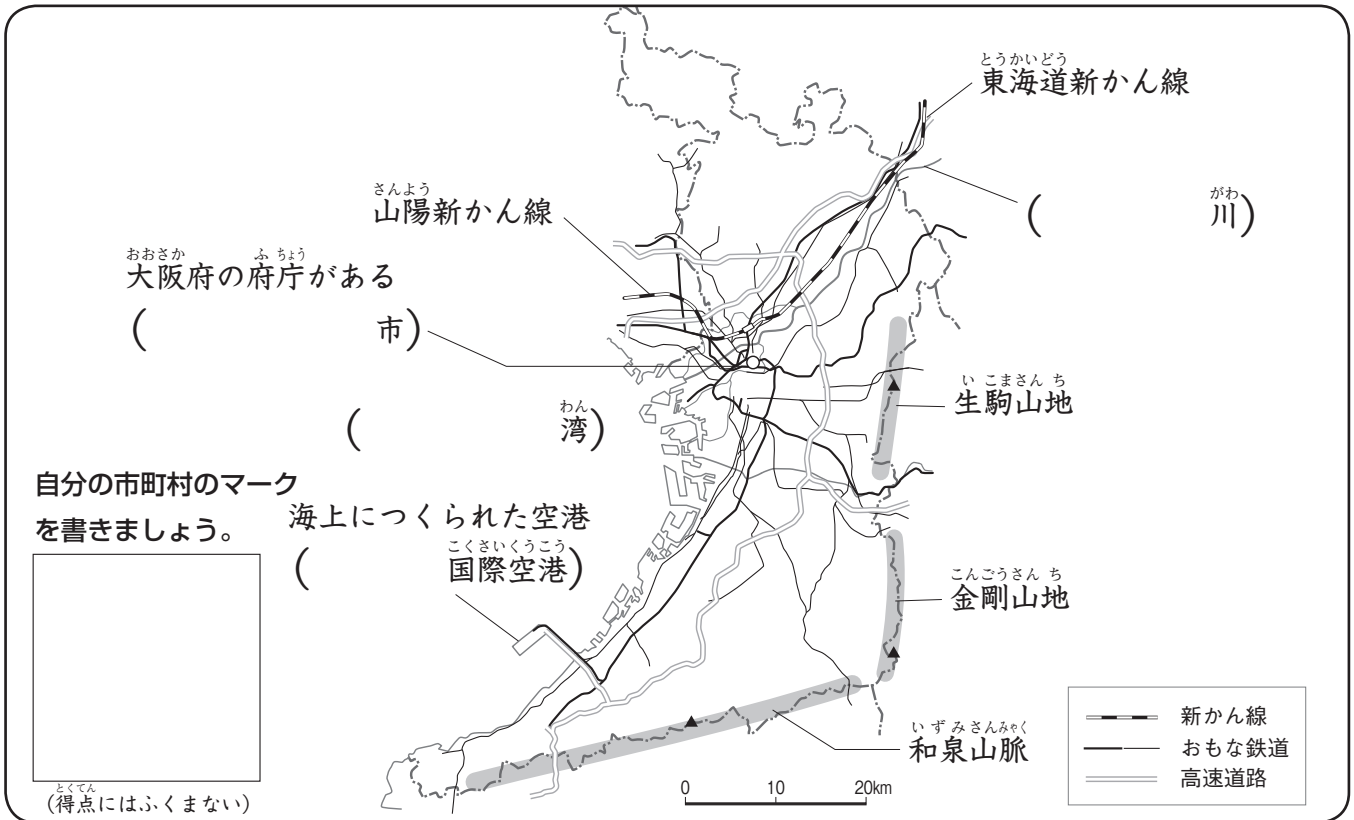 とうかいどう
東海道新かん線
さんよう
山陽新かん線
がわ
( 川)
おおさか ふ ちょう
大阪府の府庁がある
( 市)
い こまさん ち
生駒山地
わん
( 湾)
自分の市町村のマーク
を書きましょう。
海上につくられた空港
こくさいくうこう
( 国際空港)
こんごうさん ち
金剛山地
い ずみさんみゃく
和泉山脈
新かん線
おもな鉄道
高速道路
0 10 20km
とくてん
(得点にはふくまない)